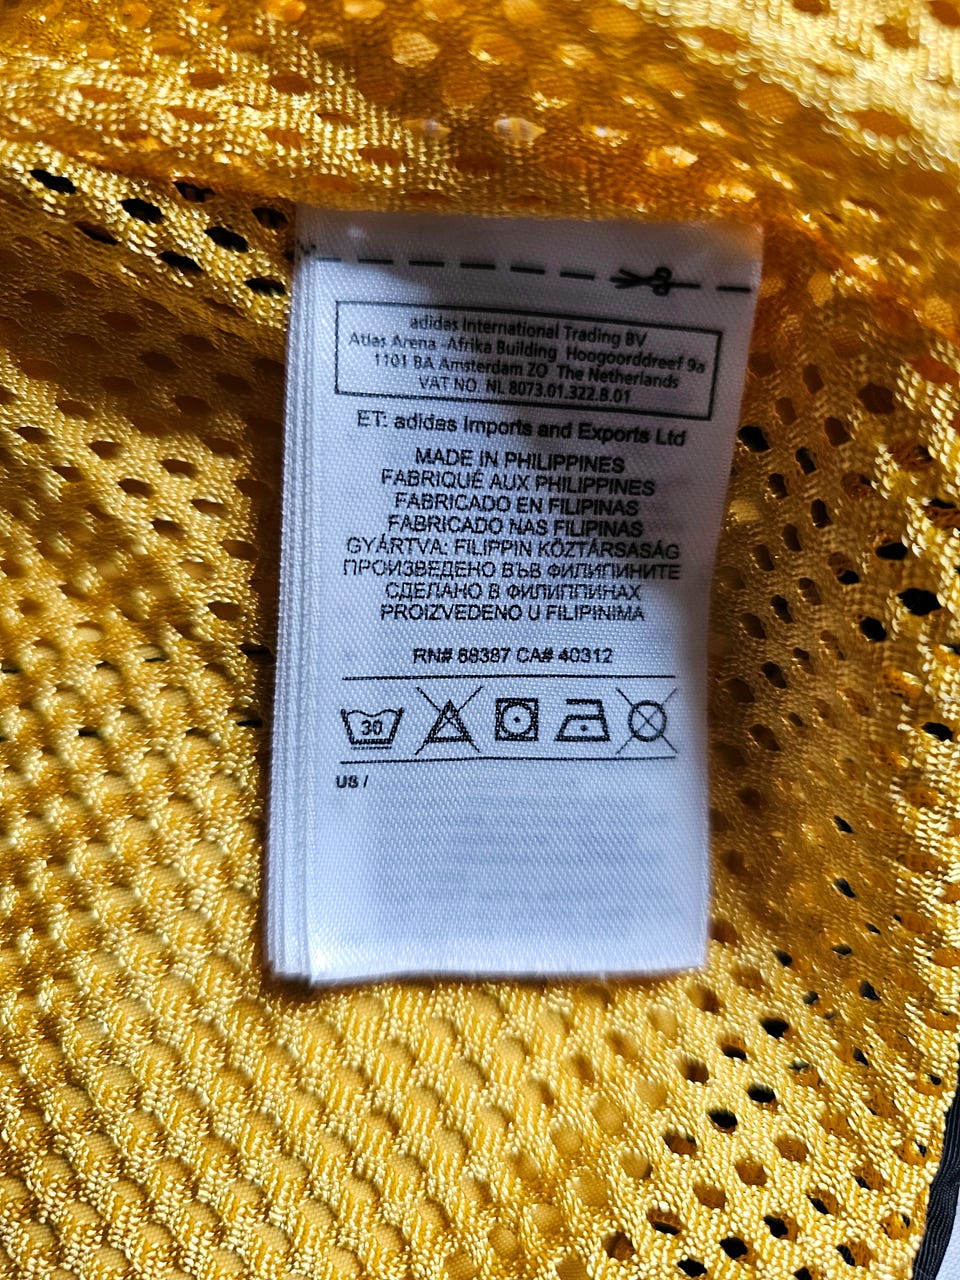 adidas International Trading BV
Atlas Arena -Afrika Building Hoogoorddreef 9a
1101 BA Amsterdam ZO The Netherlands
VAT NO. NL 8073.01.322.B.01
ET: adidas Imports and Exports Ltd
MADE IN PHILIPPINES
FABRIQUÉ AUX PHILIPPINES
FABRICADO EN FILIPINAS
FABRICADO NAS FILIPINAS
GYÁRTVA: FILIPPIN KÖZTÁRSASÁG
ПРОИЗВЕДЕНО ВЪВ ФИЛИПИНИТЕ
СДЕЛАНО В ФИЛИППИНАХ
PROIZVEDENO U FILIPINIMA
RN# 88387 CA# 40312
30
US /